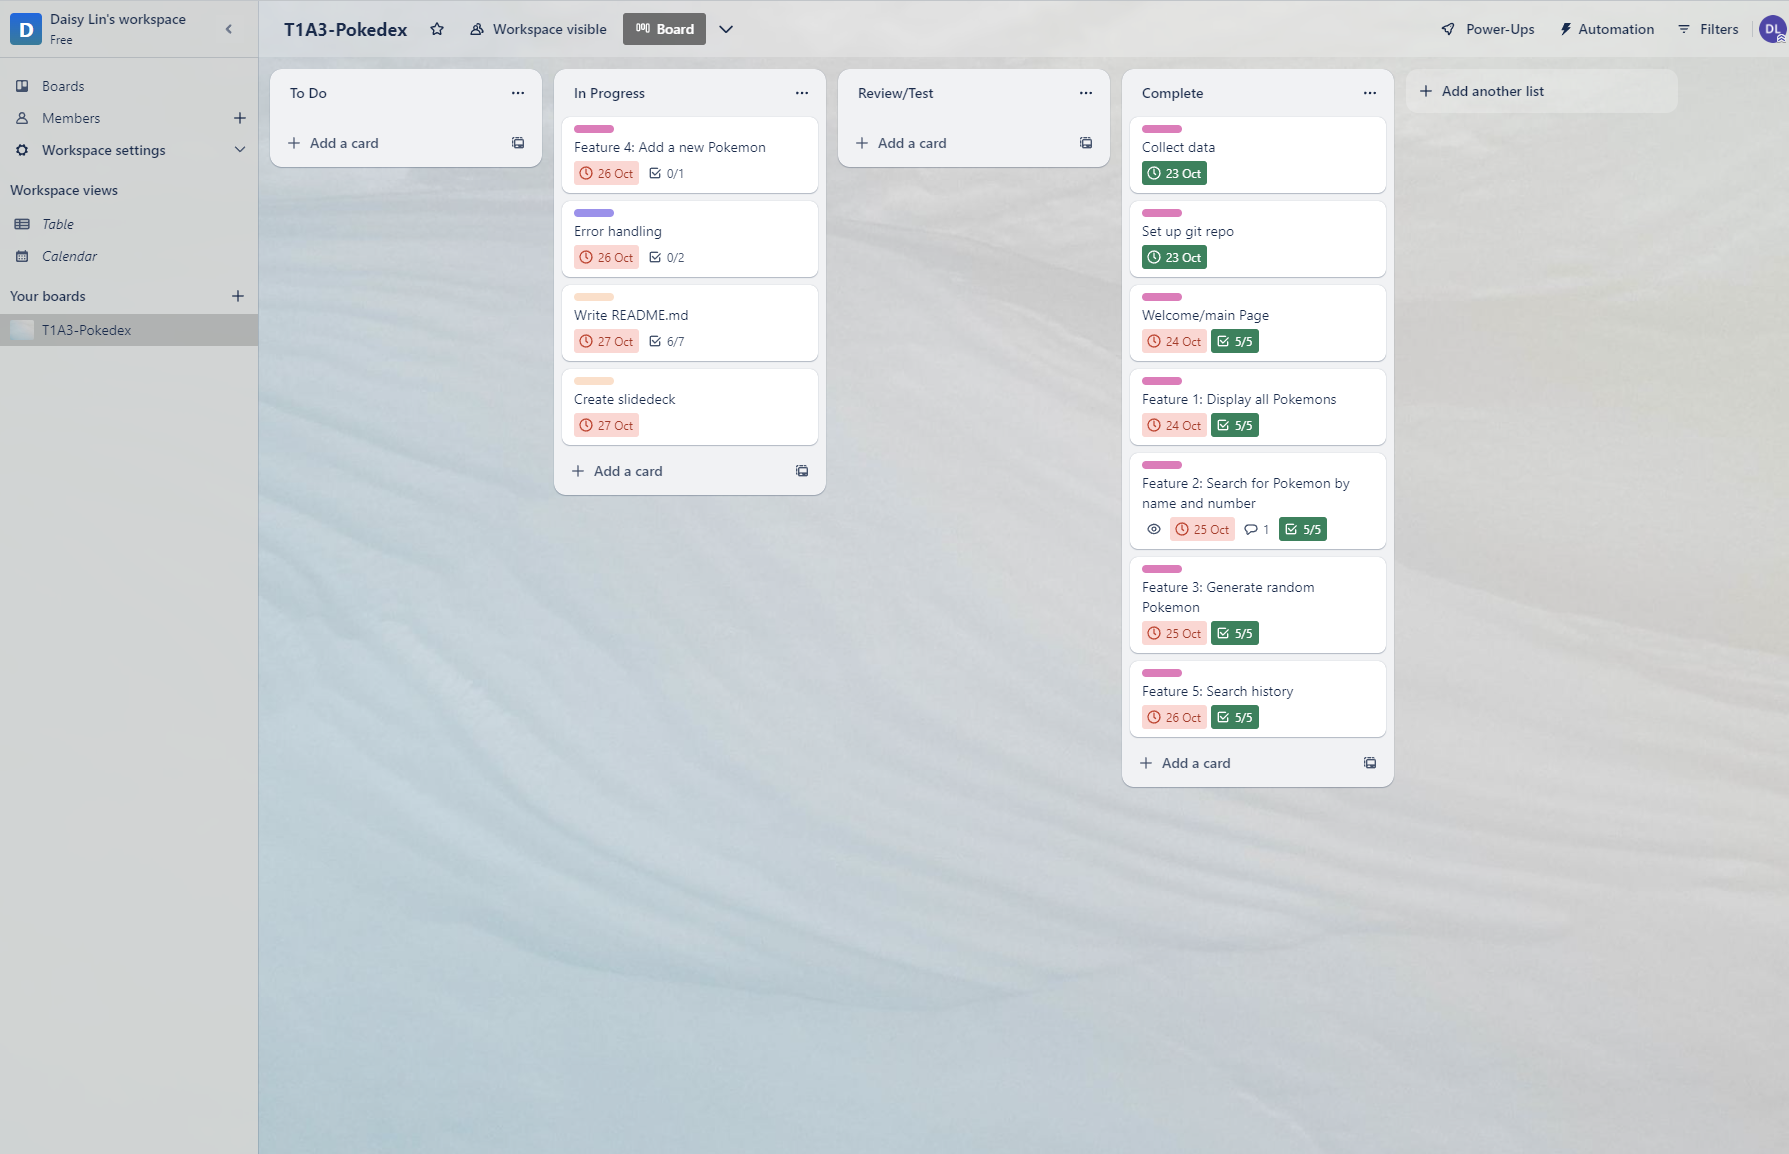 D
Daisy Lin's workspace
Free
Boards
Members
Workspace settings
Workspace views
Table
Calendar
Your boards
T1A3-Pokedex
T1A3-Pokedex
Workspace visible
Board
Power-Ups
Automation
Filters
DL
To Do
Add a card
In Progress
Feature 4: Add a new Pokemon
26 Oct
0/1
Error handling
26 Oct
0/2
Write README.md
27 Oct
6/7
Create slidedeck
27 Oct
Add a card
Review/Test
Add a card
Complete
Collect data
23 Oct
Set up git repo
23 Oct
Welcome/main Page
24 Oct
5/5
Feature 1: Display all Pokemons
24 Oct
5/5
Feature 2: Search for Pokemon by
name and number
25 Oct
1
5/5
Feature 3: Generate random
Pokemon
25 Oct
5/5
Feature 5: Search history
26 Oct
5/5
Add a card
Add another list